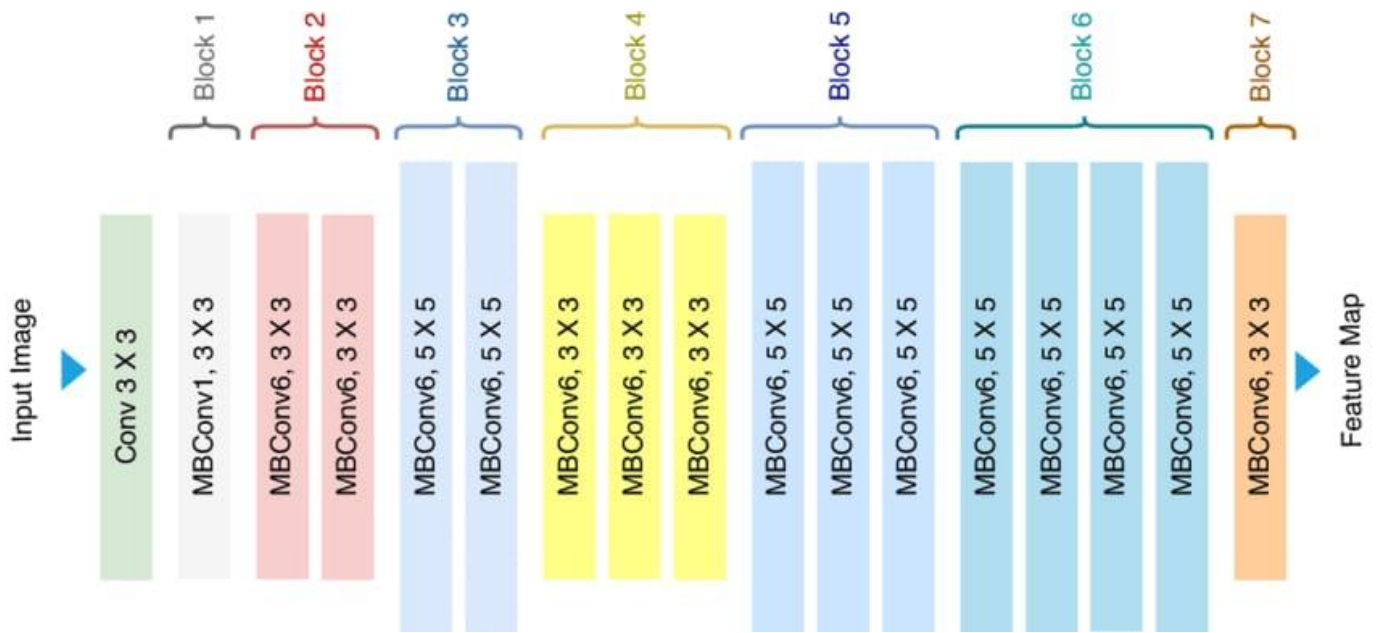 Block 1
Block 2
Block 3
Block 4
Block 5
Block 6
Block 7
Input Image
Conv 3 X 3
MBConv1, 3 X 3
MBConv6, 3 X 3
MBConv6, 3 X 3
MBConv6, 5 X 5
MBConv6, 5 X 5
MBConv6, 3 X 3
MBConv6, 3 X 3
MBConv6, 3 X 3
MBConv6, 5 X 5
MBConv6, 5 X 5
MBConv6, 5 X 5
MBConv6, 5 X 5
MBConv6, 5 X 5
MBConv6, 5 X 5
MBConv6, 5 X 5
MBConv6, 3 X 3
Feature Map